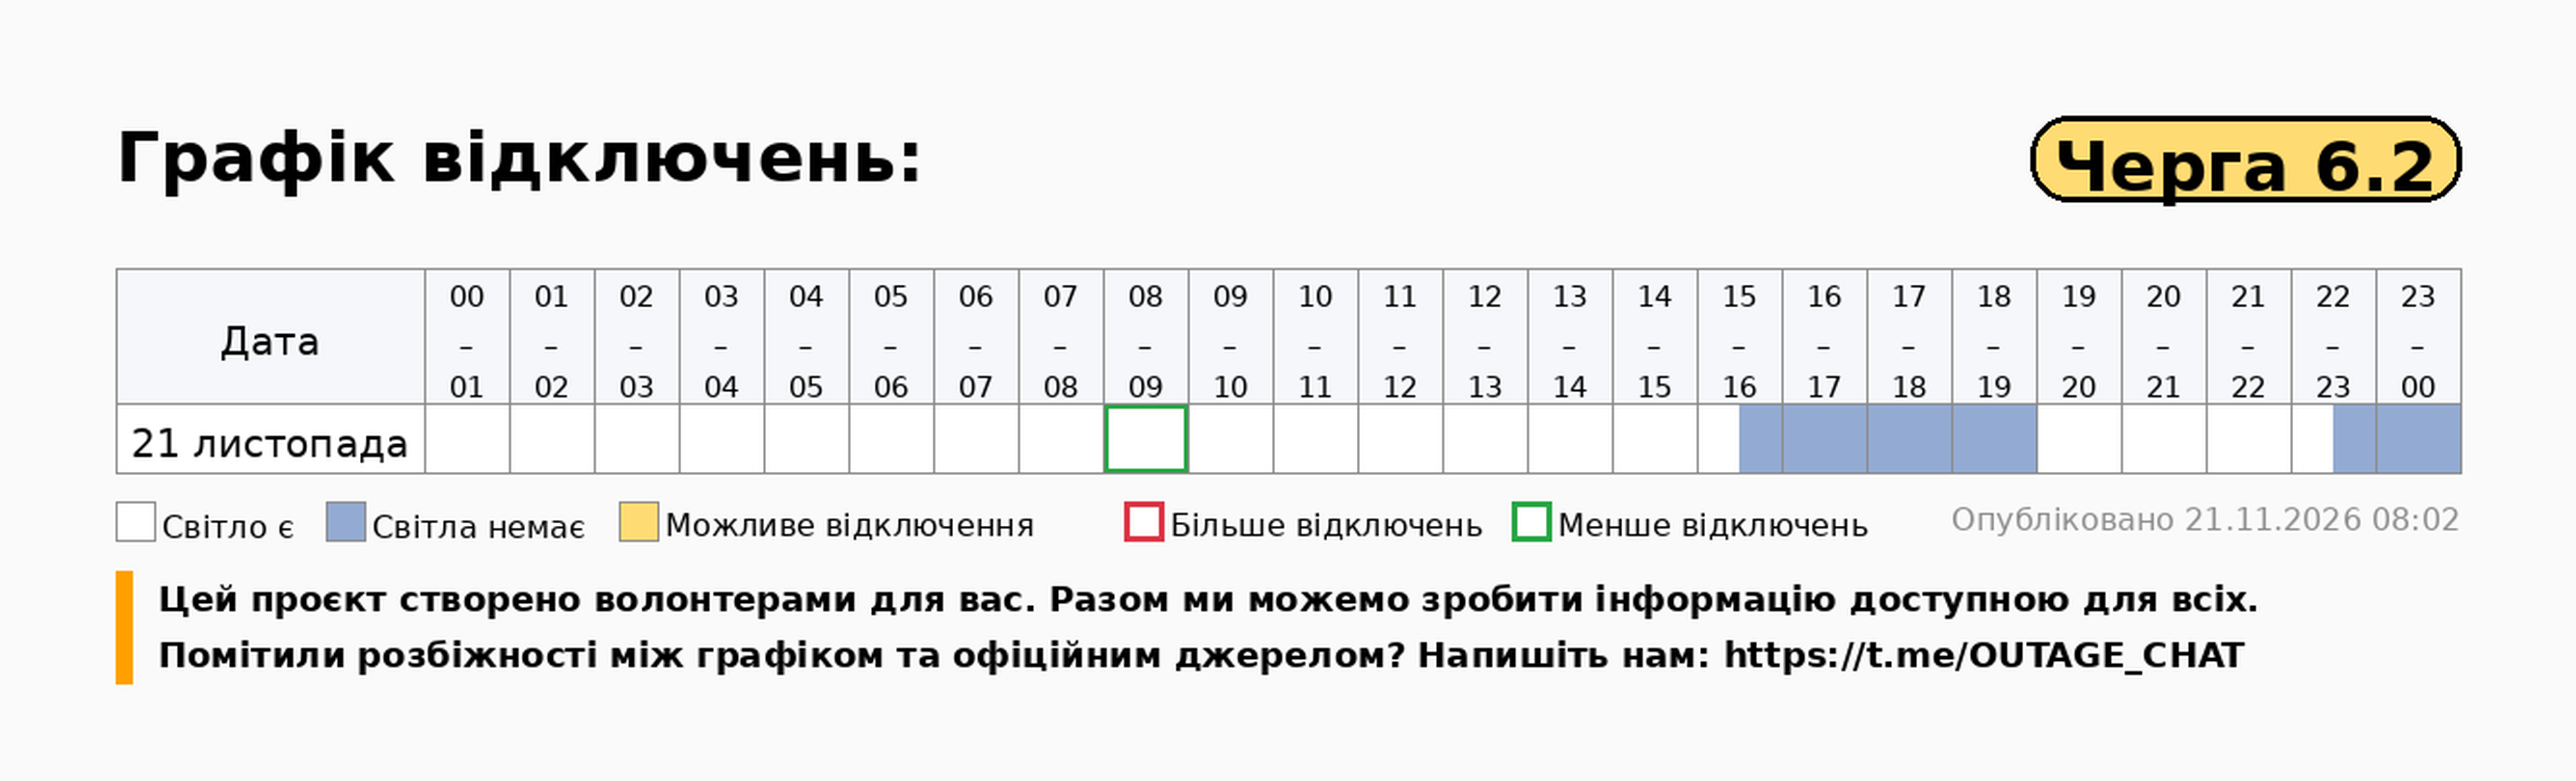 Графік відключень:
Черга 6.2
Дата
00 – 01
01 – 02
02 – 03
03 – 04
04 – 05
05 – 06
06 – 07
07 – 08
08 – 09
09 – 10
10 – 11
11 – 12
12 – 13
13 – 14
14 – 15
15 – 16
16 – 17
17 – 18
18 – 19
19 – 20
20 – 21
21 – 22
22 – 23
23 – 00
21 листопада
Світло є
Світла немає
Можливе відключення
Більше відключень
Менше відключень
Опубліковано 21.11.2026 08:02
Цей проєкт створено волонтерами для вас. Разом ми можемо зробити інформацію доступною для всіх.
Помітили розбіжності між графіком та офіційним джерелом? Напишіть нам: https://t.me/OUTAGE_CHAT